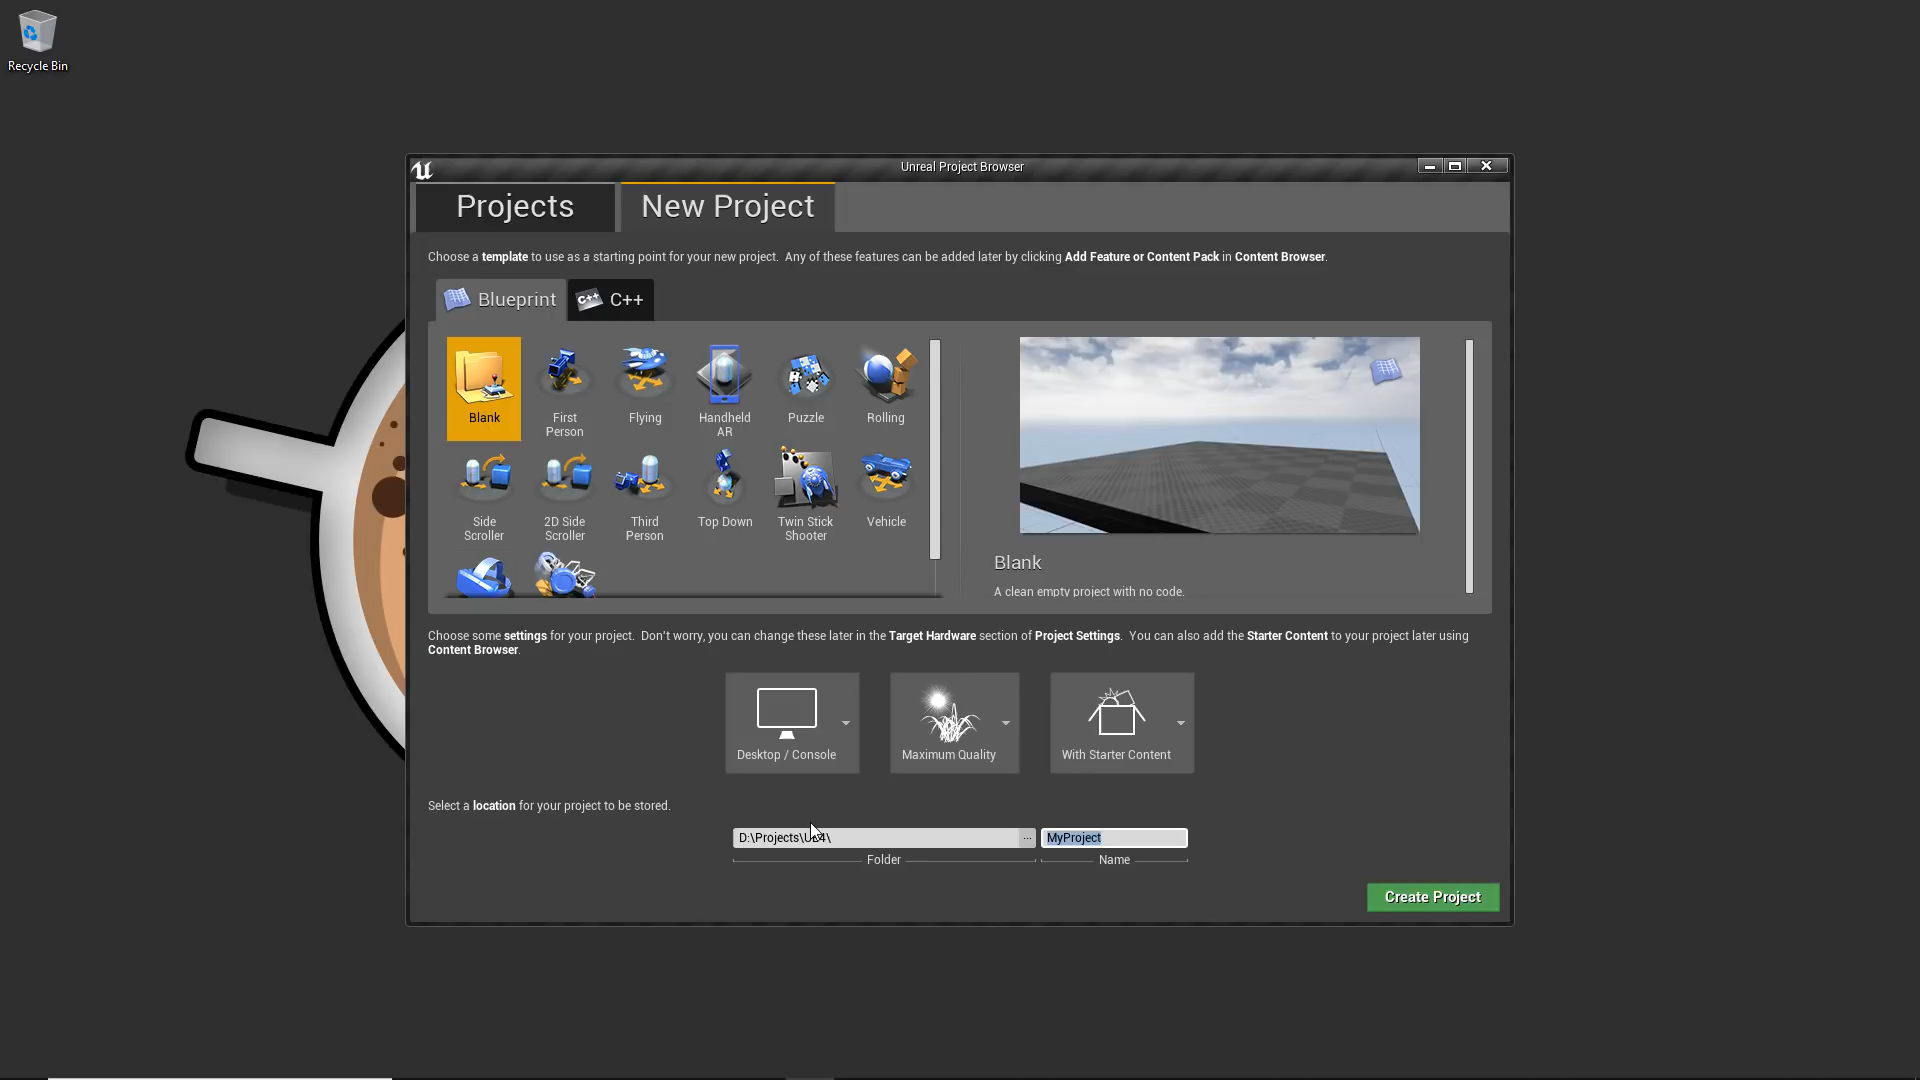 Recycle Bin
Unreal Project Browser
Projects
New Project
Choose a template to use as a starting point for your new project.  Any of these features can be added later by clicking Add Feature or Content Pack in Content Browser.
Blueprint
C++
C++
Blank
First
Person
Flying
Handheld
AR
Puzzle
Rolling
Side
Scroller
2D Side
Scroller
Third
Person
Top Down
Twin Stick
Shooter
Vehicle
Blank
A clean empty project with no code.
Choose some settings for your project.  Don't worry, you can change these later in the Target Hardware section of Project Settings.  You can also add the Starter Content to your project later using
Content Browser.
Desktop / Console
Maximum Quality
With Starter Content
Select a location for your project to be stored.
D:\Projects\UE4\
...
MyProject
Folder
Name
Create Project